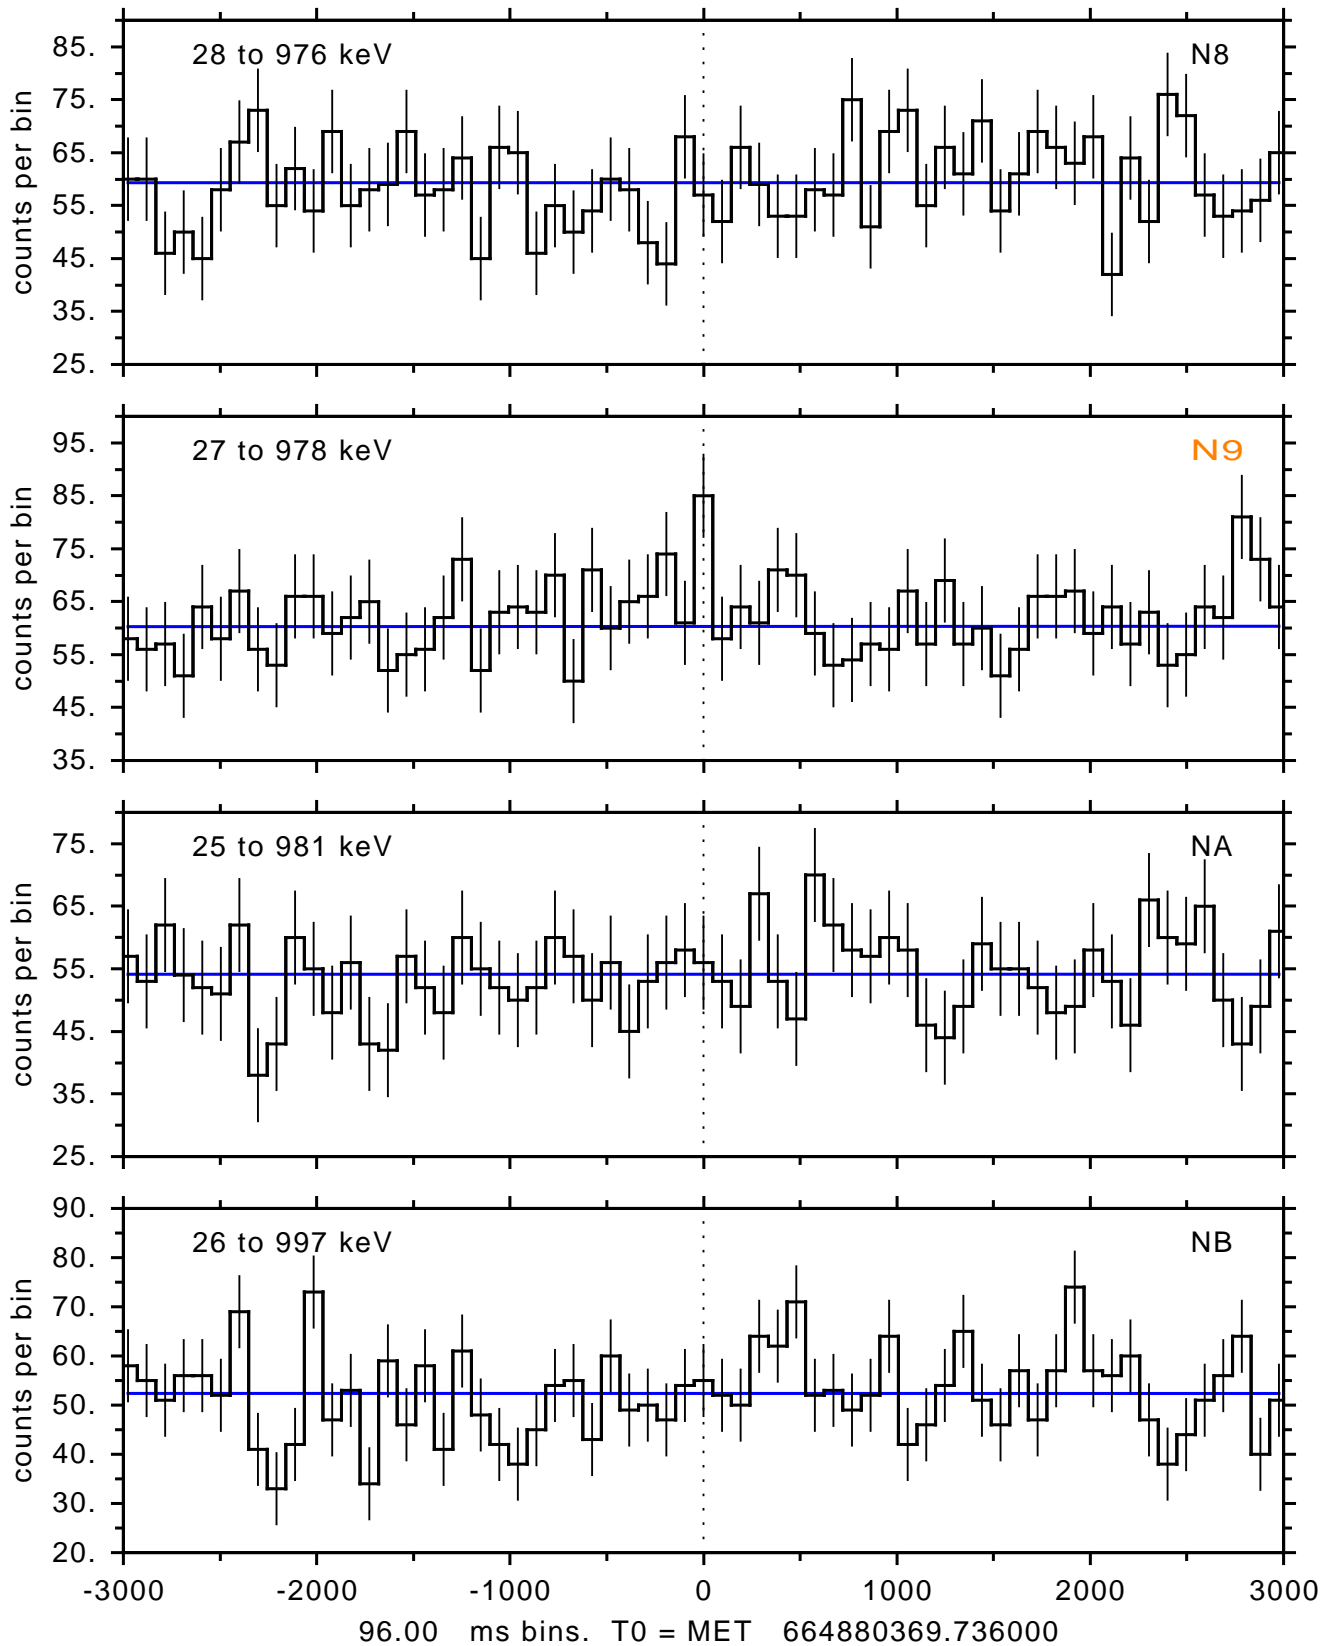 28 to 976 keV N8
85.
75.
65.
55.
45.
35.
25.
counts per bin
27 to 978 keV N9
95.
85.
75.
65.
55.
45.
35.
counts per bin
25 to 981 keV NA
75.
65.
55.
45.
35.
25.
counts per bin
26 to 997 keV NB
90.
80.
70.
60.
50.
40.
30.
20.
counts per bin
-3000 -2000 -1000 0 1000 2000 3000
96.00 ms bins. T0 = MET 664880369.736000